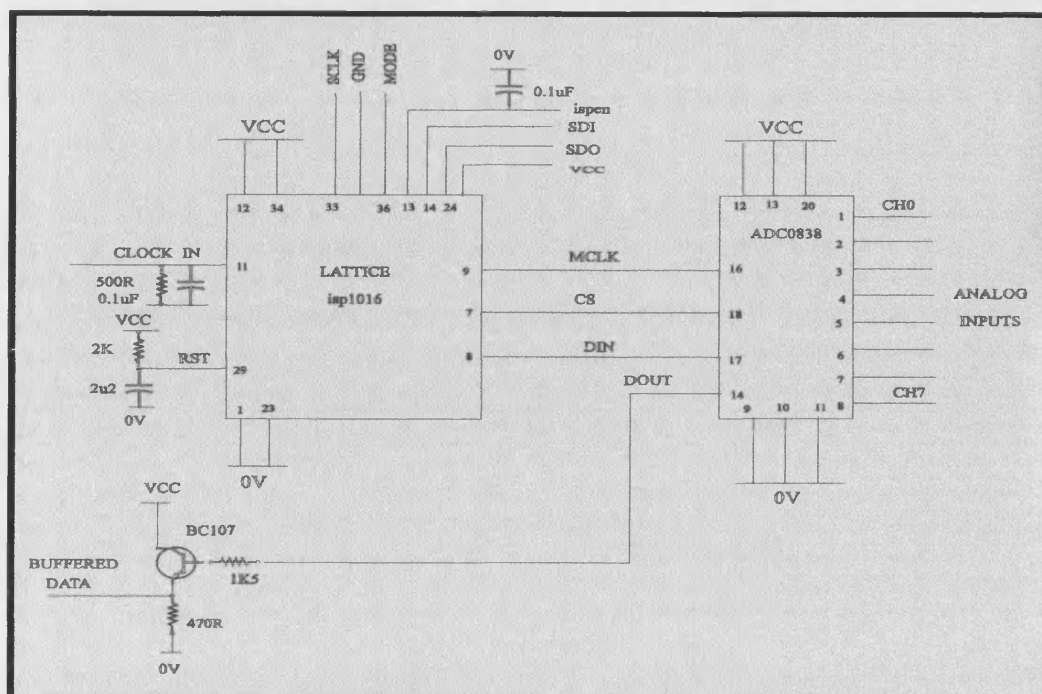 SCLK
GND
MODE
0V
0.1uF
ispen
SDI
SDO
VCC
VCC
VCC
12
34
33
36
13
14
24
12
13
20
CH0
1
ADC0838
2
3
4
5
6
7
8
ANALOG
INPUTS
CH7
CLOCK IN
11
LATTICE
isp1016
9
MCLK
16
500R
0.1uF
7
CS
18
VCC
2K
RST
29
8
DIN
17
2u2
0V
DOUT
14
1
23
9
10
11
0V
0V
VCC
BC107
BUFFERED
DATA
1K5
470R
0V